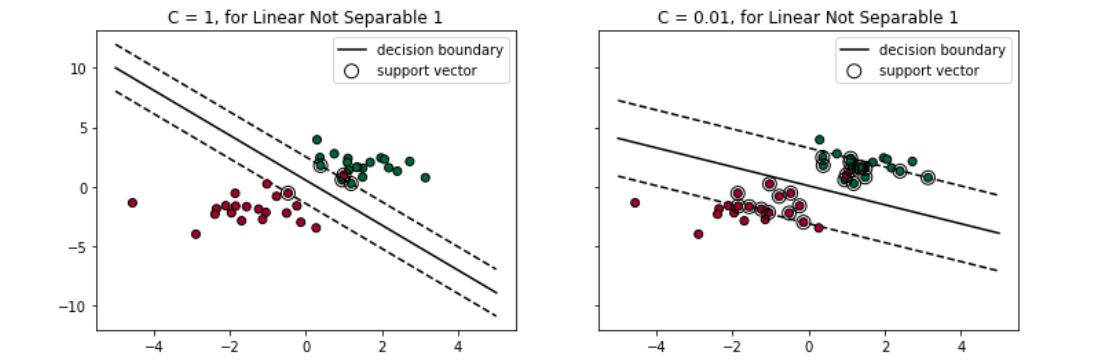 C = 1, for Linear Not Separable 1
decision boundary
support vector
10
5
0
−5
−10
−4
−2
0
2
4
C = 0.01, for Linear Not Separable 1
decision boundary
support vector
−4
−2
0
2
4